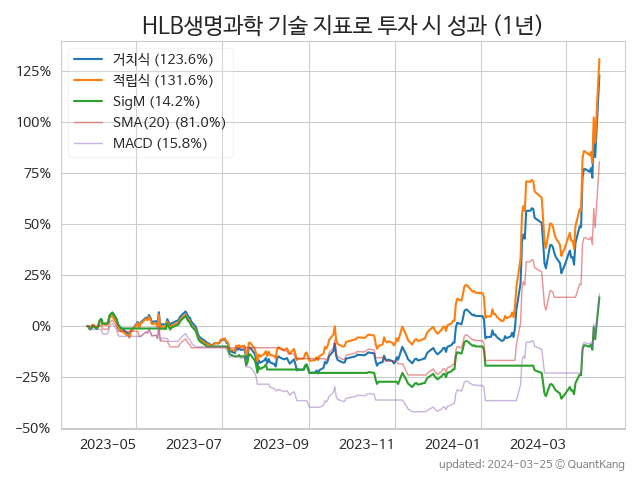 HLB생명과학 기술 지표로 투자 시 성과 (1년)
거치식 (123.6%)
적립식 (131.6%)
SigM (14.2%)
SMA(20) (81.0%)
MACD (15.8%)
125%
100%
75%
50%
25%
0%
−25%
−50%
2023-05 2023-07 2023-09 2023-11 2024-01 2024-03
updated: 2024-03-25 © QuantKang